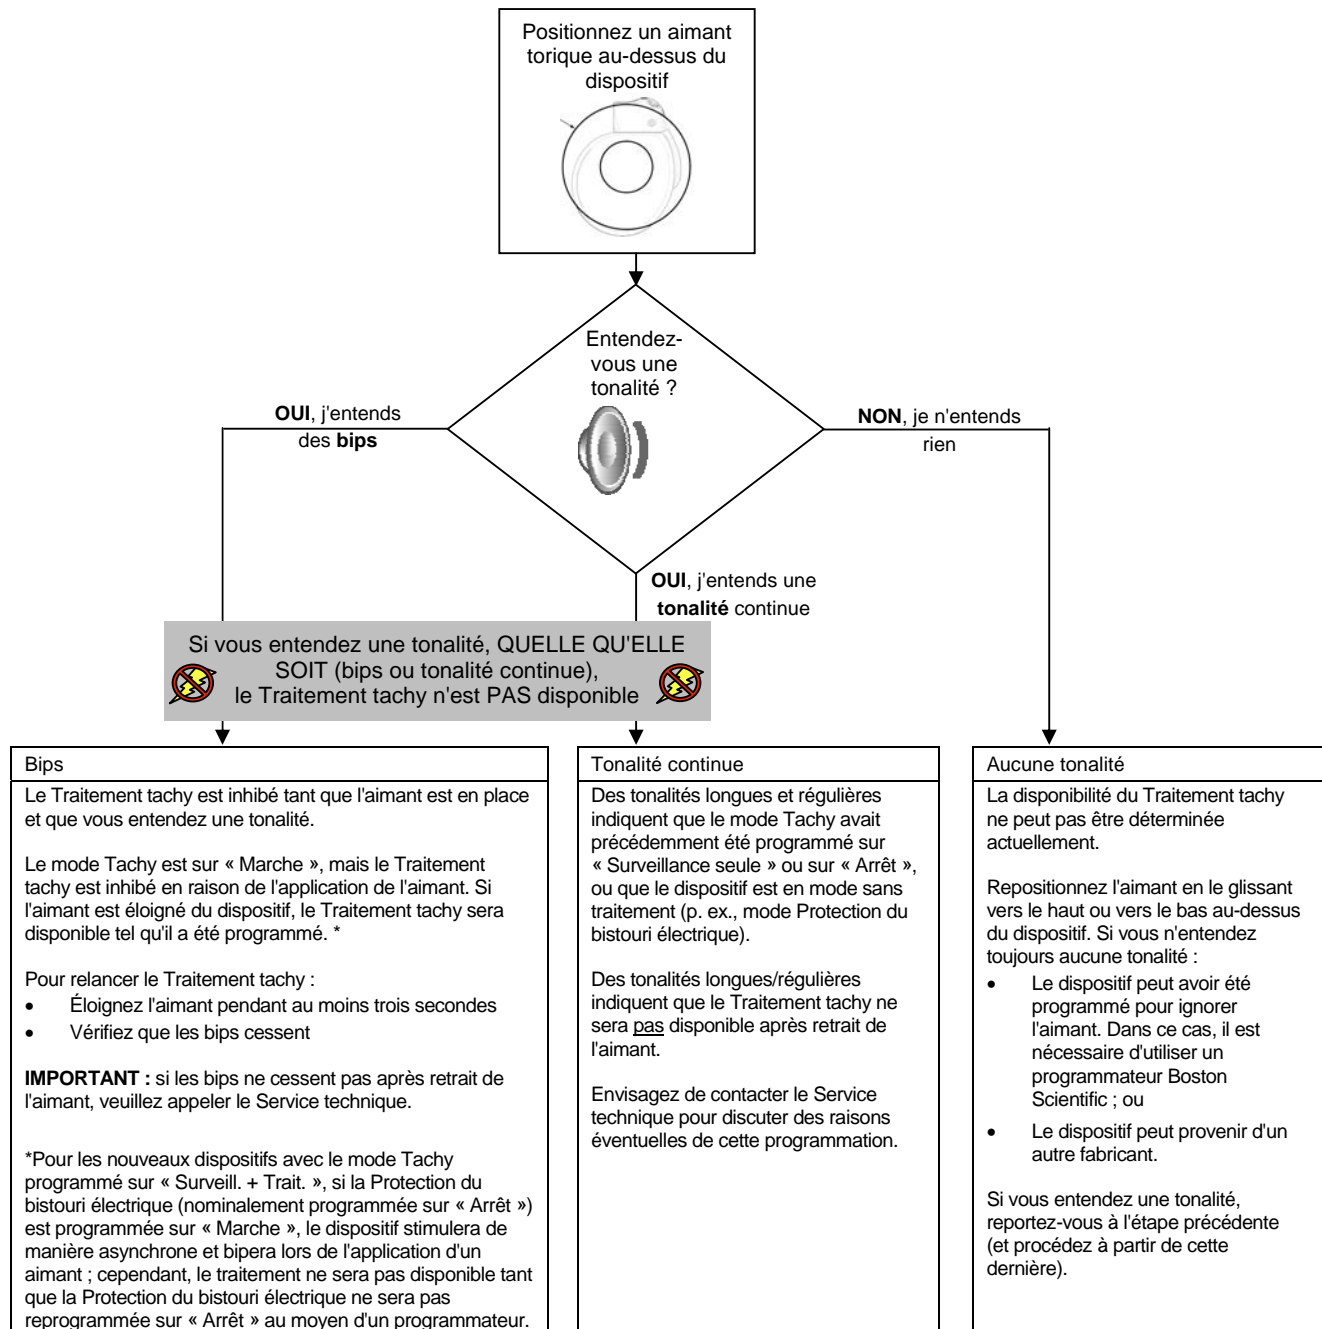 Positionnez un aimant
torique au-dessus du
dispositif
Entendez-
vous une
tonalité ?
OUI, j'entends
des bips
NON, je n'entends
rien
OUI, j'entends une
tonalité continue
Si vous entendez une tonalité, QUELLE QU'ELLE
SOIT (bips ou tonalité continue),
le Traitement tachy n'est PAS disponible
Bips
Le Traitement tachy est inhibé tant que l'aimant est en place
et que vous entendez une tonalité.
Le mode Tachy est sur « Marche », mais le Traitement
tachy est inhibé en raison de l'application de l'aimant. Si
l'aimant est éloigné du dispositif, le Traitement tachy sera
disponible tel qu'il a été programmé. *
Pour relancer le Traitement tachy :
• Éloignez l'aimant pendant au moins trois secondes
• Vérifiez que les bips cessent
IMPORTANT : si les bips ne cessent pas après retrait de
l'aimant, veuillez appeler le Service technique.
*Pour les nouveaux dispositifs avec le mode Tachy
programmé sur « Surveill. + Trait. », si la Protection du
bistouri électrique (nominalement programmée sur « Arrêt »)
est programmée sur « Marche », le dispositif stimulera de
manière asynchrone et bipera lors de l'application d'un
aimant ; cependant, le traitement ne sera pas disponible tant
que la Protection du bistouri électrique ne sera pas
reprogrammée sur « Arrêt » au moyen d'un programmateur.
Tonalité continue
Des tonalités longues et régulières
indiquent que le mode Tachy avait
précédemment été programmé sur
« Surveillance seule » ou sur « Arrêt »,
ou que le dispositif est en mode sans
traitement (p. ex., mode Protection du
bistouri électrique).
Des tonalités longues/régulières
indiquent que le Traitement tachy ne
sera pas disponible après retrait de
l'aimant.
Envisagez de contacter le Service
technique pour discuter des raisons
éventuelles de cette programmation.
Aucune tonalité
La disponibilité du Traitement tachy
ne peut pas être déterminée
actuellement.
Repositionnez l'aimant en le glissant
vers le haut ou vers le bas au-dessus
du dispositif. Si vous n'entendez
toujours aucune tonalité :
• Le dispositif peut avoir été
programmé pour ignorer
l'aimant. Dans ce cas, il est
nécessaire d'utiliser un
programmateur Boston
Scientific ; ou
• Le dispositif peut provenir d'un
autre fabricant.
Si vous entendez une tonalité,
reportez-vous à l'étape précédente
(et procédez à partir de cette
dernière).